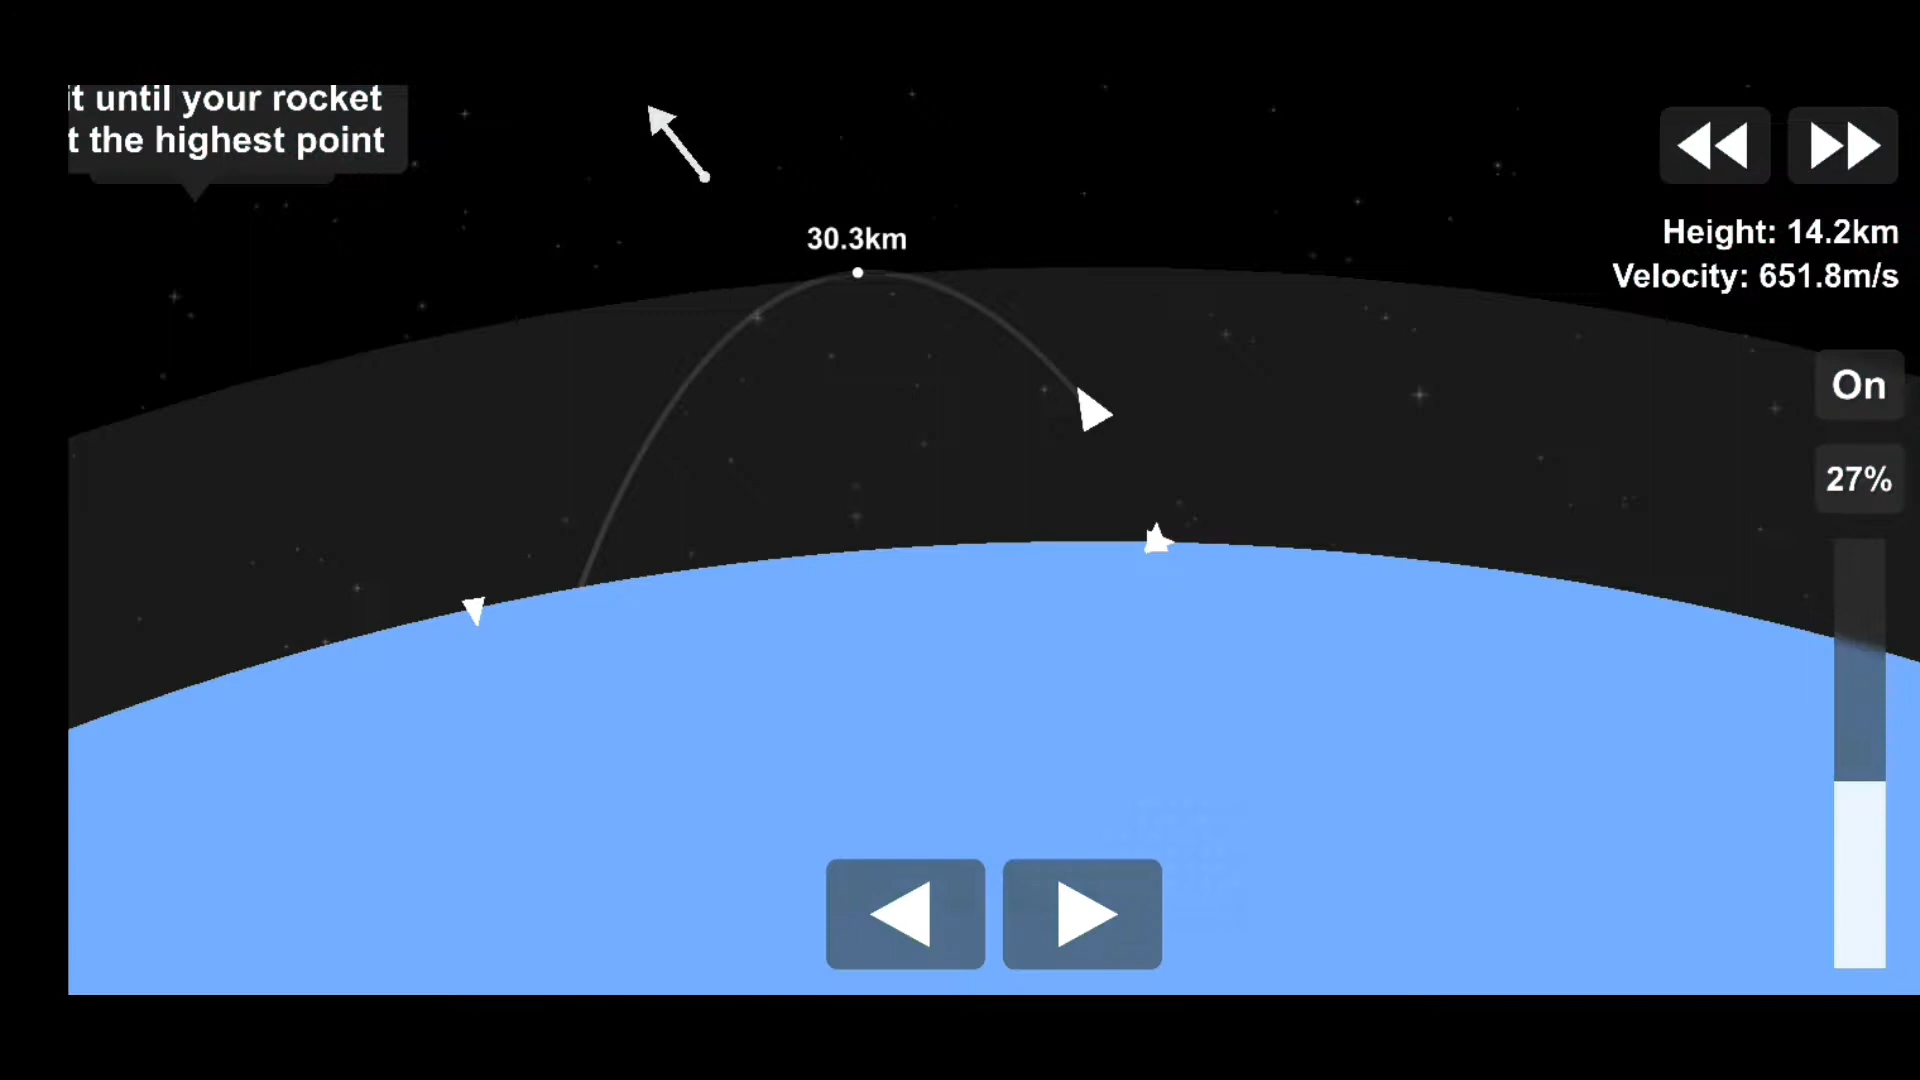 it until your rocket
t the highest point
30.3km
Height: 14.2km
Velocity: 651.8m/s
On
27%